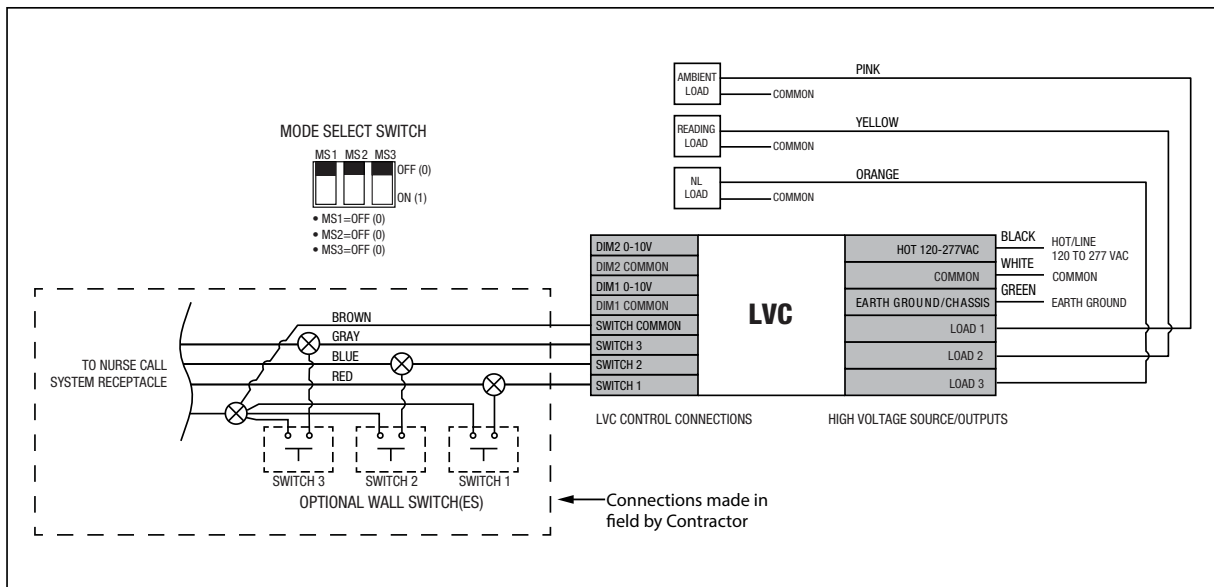 AMBIENT
LOAD
PINK
COMMON
READING
LOAD
YELLOW
COMMON
NL
LOAD
ORANGE
COMMON
MODE SELECT SWITCH
MS1 MS2 MS3
OFF (0)
ON (1)
• MS1=OFF (0)
• MS2=OFF (0)
• MS3=OFF (0)
DIM2 0-10V
DIM2 COMMON
DIM1 0-10V
DIM1 COMMON
SWITCH COMMON
SWITCH 3
SWITCH 2
SWITCH 1
LVC
HOT 120-277VAC
COMMON
EARTH GROUND/CHASSIS
LOAD 1
LOAD 2
LOAD 3
BLACK
HOT/LINE
120 TO 277 VAC
WHITE
COMMON
GREEN
EARTH GROUND
LVC CONTROL CONNECTIONS
HIGH VOLTAGE SOURCE/OUTPUTS
BROWN
GRAY
BLUE
RED
TO NURSE CALL
SYSTEM RECEPTACLE
SWITCH 3
SWITCH 2
SWITCH 1
OPTIONAL WALL SWITCH(ES)
Connections made in
field by Contractor